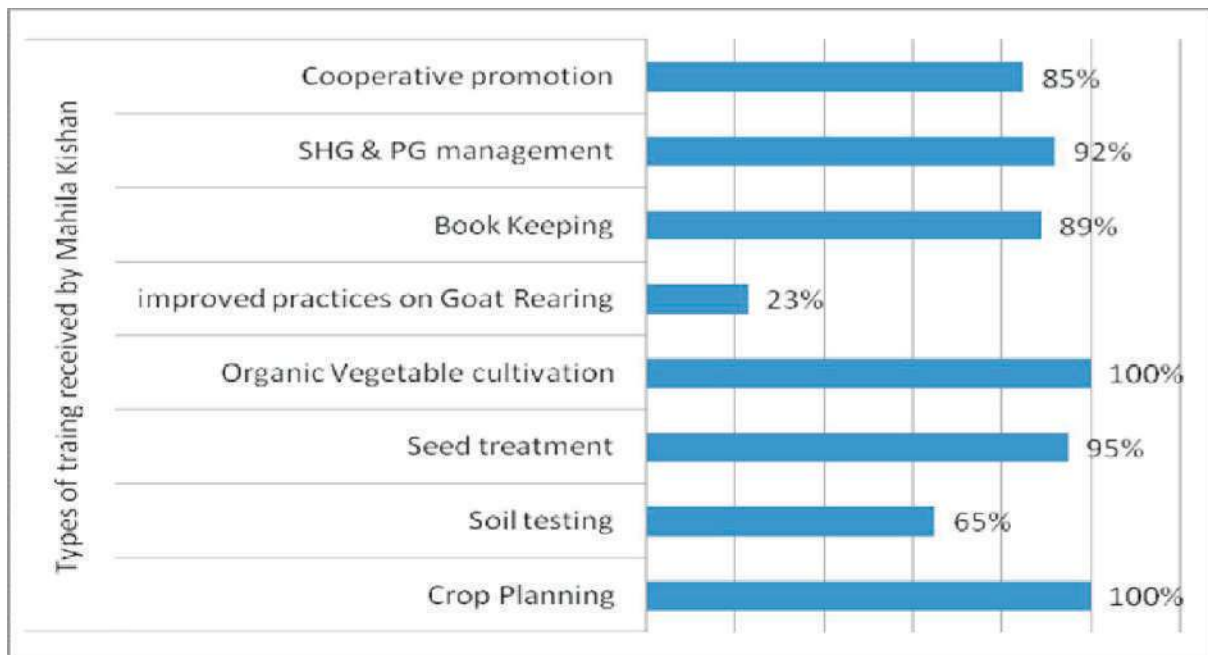 Types of traing received by Mahila Kishan
Cooperative promotion 85%
SHG & PG management 92%
Book Keeping 89%
improved practices on Goat Rearing 23%
Organic Vegetable cultivation 100%
Seed treatment 95%
Soil testing 65%
Crop Planning 100%